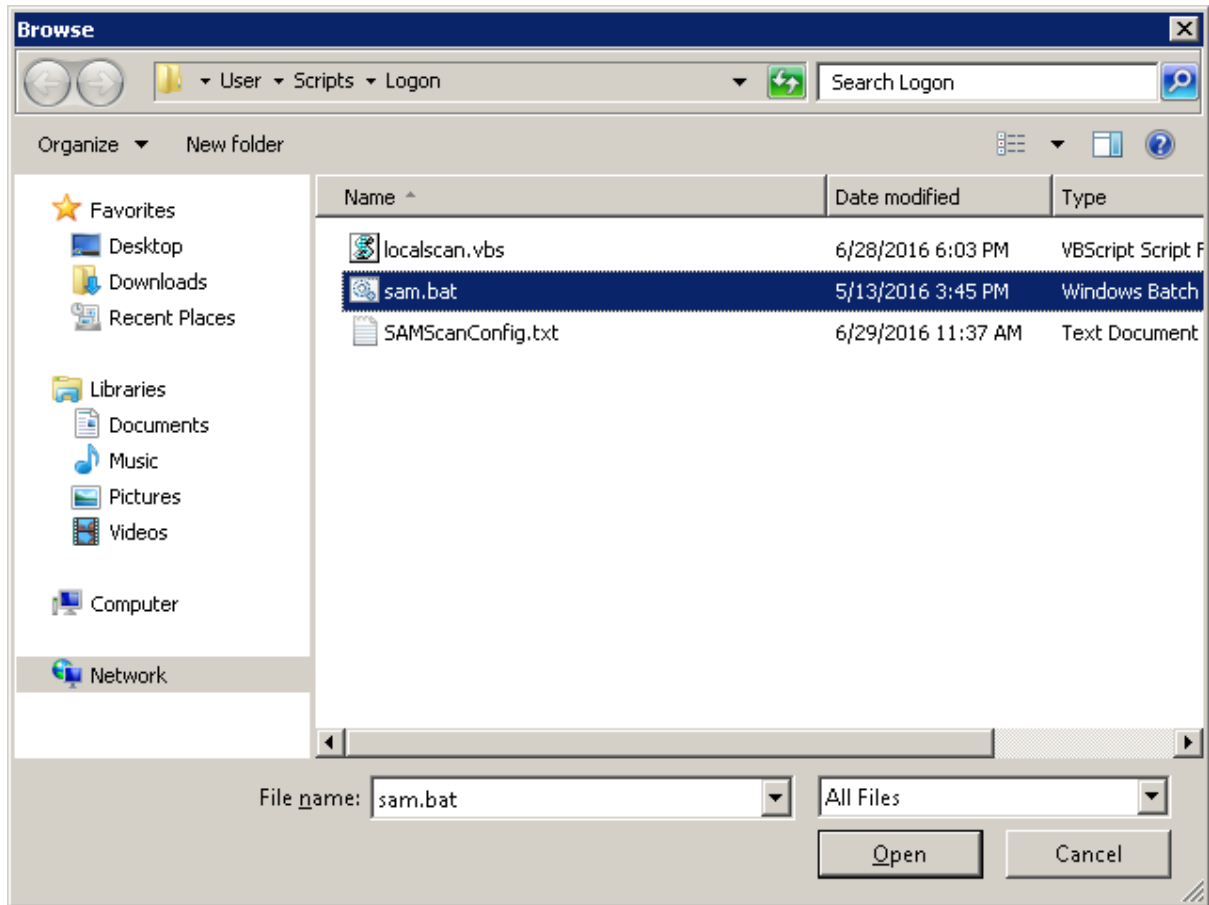 Browse
User Scripts Logon
Search Logon
Organize New folder
Name Date modified Type
Favorites
Desktop
Downloads
Recent Places
Libraries
Documents
Music
Pictures
Videos
Computer
Network
localscan.vbs 6/28/2016 6:03 PM VBScript Script F
sam.bat 5/13/2016 3:45 PM Windows Batch
SAMScanConfig.txt 6/29/2016 11:37 AM Text Document
File name: sam.bat All Files
Open Cancel